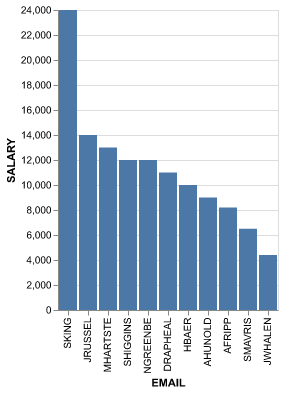 24,000
22,000
20,000
18,000
16,000
14,000
12,000
10,000
8,000
6,000
4,000
2,000
0
SALARY
SKING
JRUSSEL
MHARTSTE
SHIGGINS
NGREENBE
DRAPHEAL
HBAER
AHUNOLD
AFRIPP
SMAVRIS
JWHALEN
EMAIL